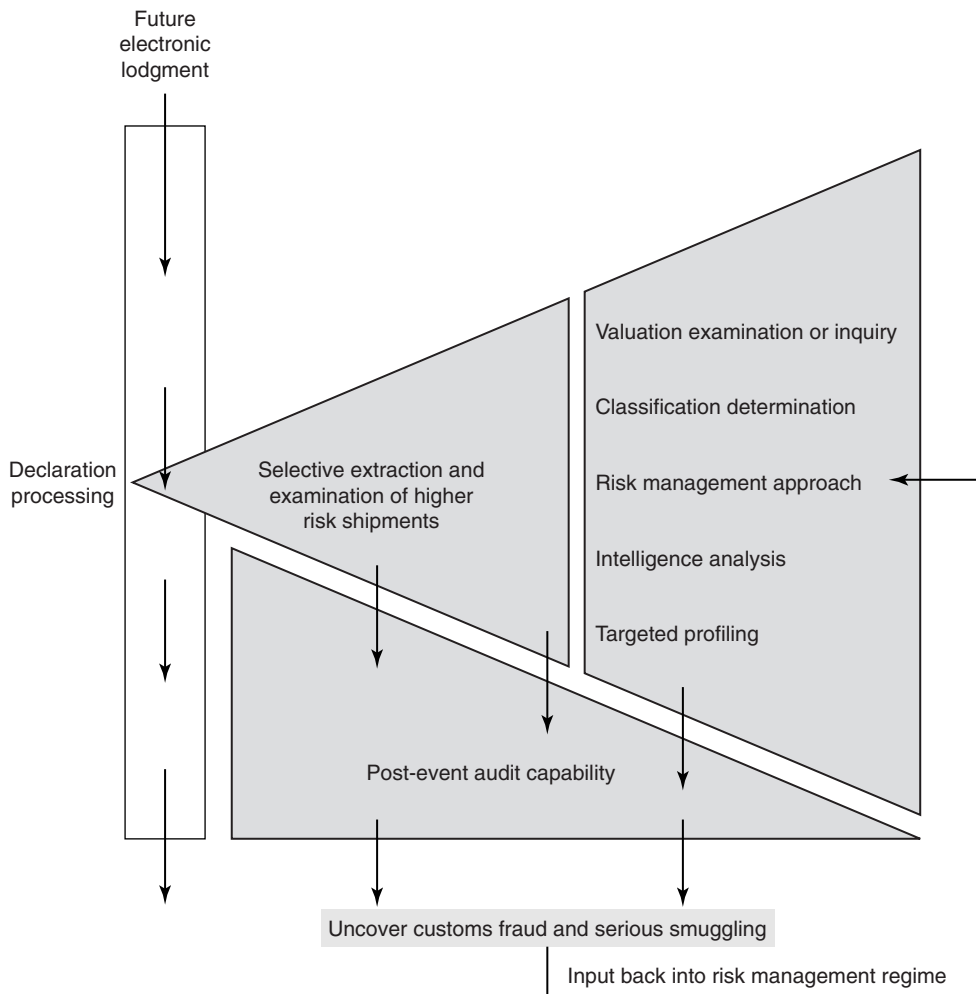 Future
electronic
lodgment
Valuation examination or inquiry
Classification determination
Declaration
processing
Selective extraction and
examination of higher
risk shipments
Risk management approach
Intelligence analysis
Targeted profiling
Post-event audit capability
Uncover customs fraud and serious smuggling
Input back into risk management regime